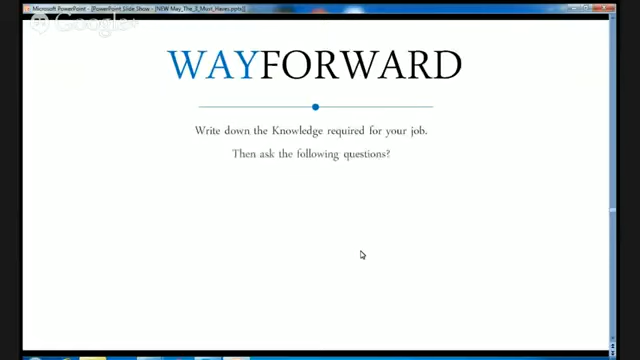 Microsoft PowerPoint - [PowerPoint Slide Show - [NEW May_The_8_Must_Haves.pptx]]
Google+
WAYFORWARD
Write down the Knowledge required for your job.
Then ask the following questions?